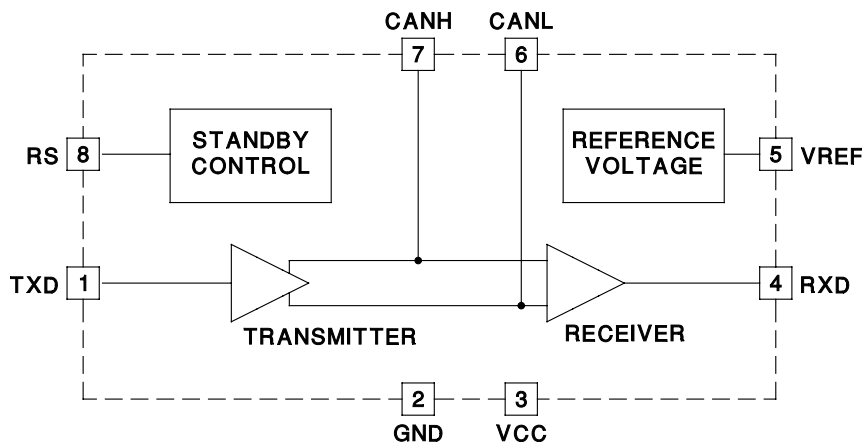 CANH CANL
7 6
STANDBY
CONTROL
REFERENCE
VOLTAGE
RS 8
5 VREF
TXD 1
4 RXD
TRANSMITTER
RECEIVER
2 3
GND VCC